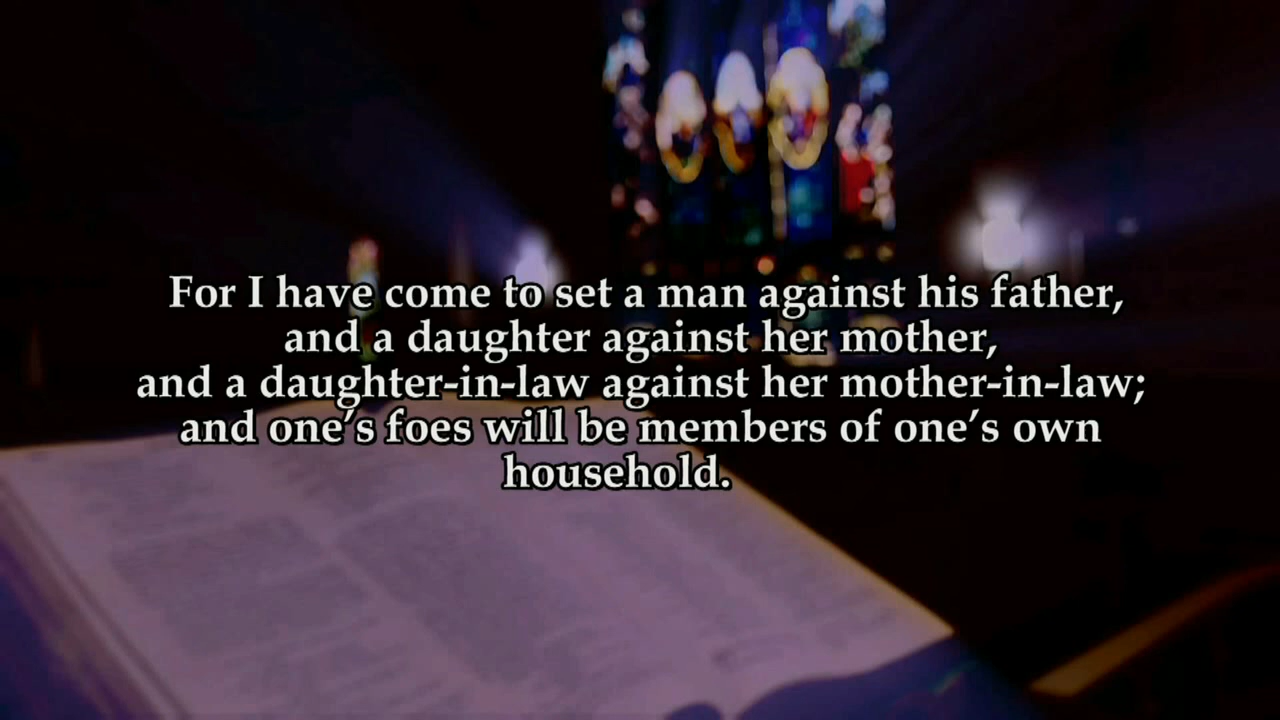 For I have come to set a man against his father,
and a daughter against her mother,
and a daughter-in-law against her mother-in-law;
and one’s foes will be members of one’s own
household.